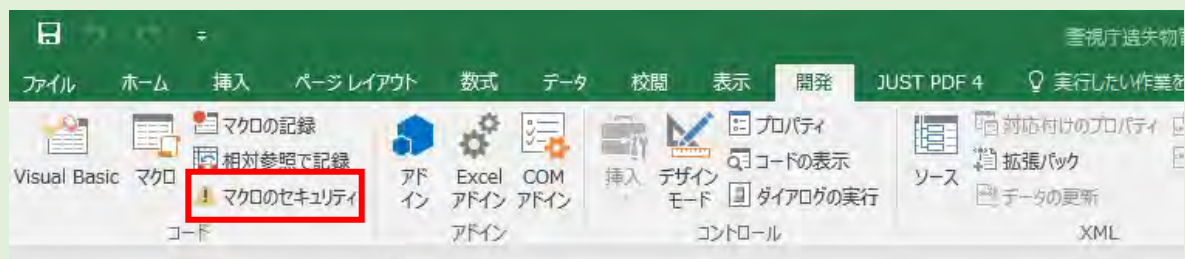 警視庁遺失物
ファイル ホーム 挿入 ページ レイアウト 数式 データ 校閲 表示 開発 JUST PDF 4 実行したい作業を
Visual Basic
マクロ
マクロの記録
相対参照で記録
マクロのセキュリティ
コード
アド
イン
Excel
アドイン
COM
アドイン
アドイン
挿入
デザイン
モード
プロパティ
コードの表示
ダイアログの実行
コントロール
ソース
対応付けのプロパティ
拡張パック
データの更新
XML